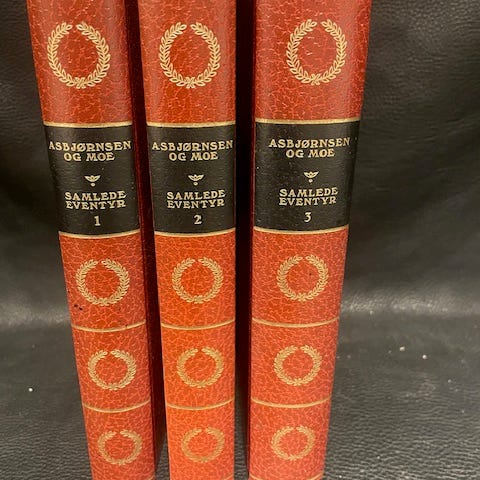 ASBJØRNSEN
OG MOE
SAMLEDE
EVENTYR
1
ASBJØRNSEN
OG MOE
SAMLEDE
EVENTYR
2
ASBJØRNSEN
OG MOE
SAMLEDE
EVENTYR
3